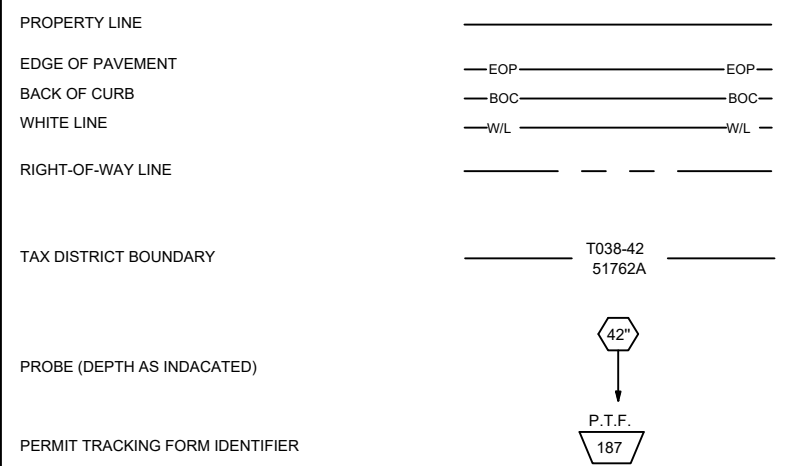 PROPERTY LINE
EDGE OF PAVEMENT EOP EOP
BACK OF CURB BOC BOC
WHITE LINE W/L W/L
RIGHT-OF-WAY LINE
TAX DISTRICT BOUNDARY T038-42
51762A
42"
PROBE (DEPTH AS INDACATED)
P.T.F.
PERMIT TRACKING FORM IDENTIFIER 187